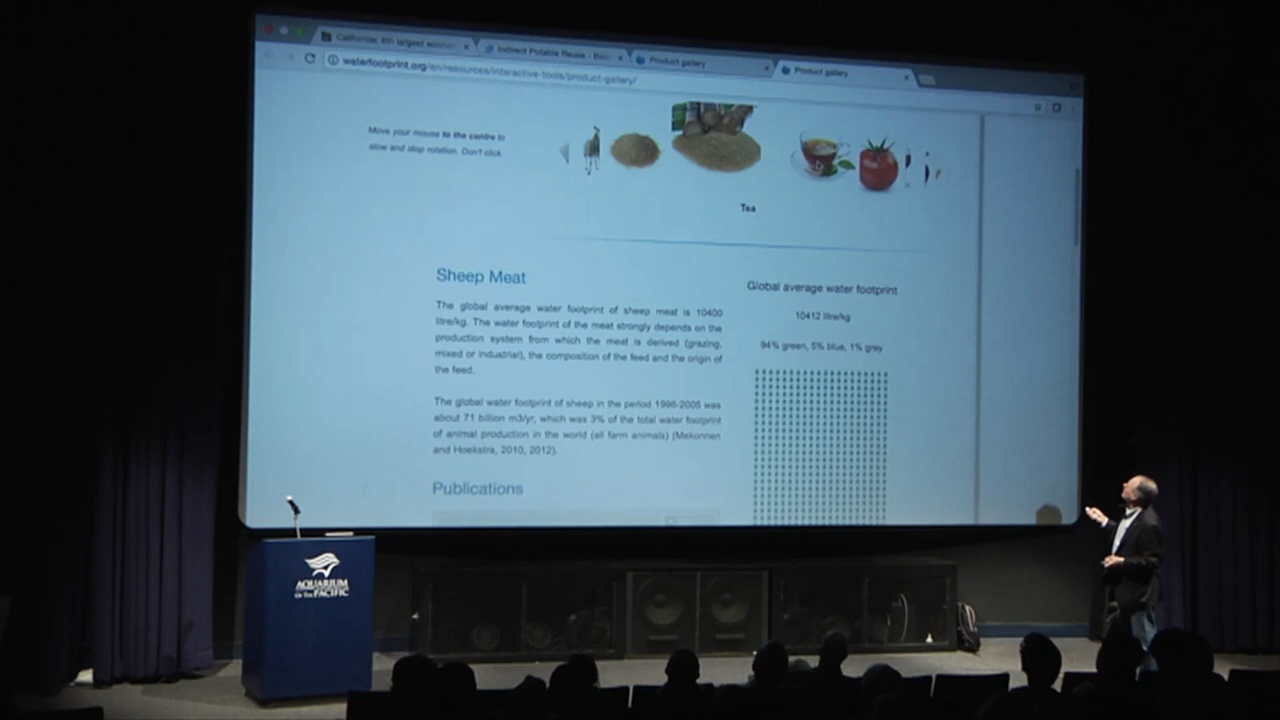 California: 6th largest econom
Indirect Potable Reuse - Bou
Product gallery
Product gallery
waterfootprint.org/en/resources/interactive-tools/product-gallery/
Move your mouse to the centre to
slow and stop rotation. Don't click.
Tea
Sheep Meat
The global average water footprint of sheep meat is 10400
litre/kg. The water footprint of the meat strongly depends on the
production system from which the meat is derived (grazing,
mixed or industrial), the composition of the feed and the origin of
the feed.
The global water footprint of sheep in the period 1996-2005 was
about 71 billion m3/yr, which was 3% of the total water footprint
of animal production in the world (all farm animals) (Mekonnen
and Hoekstra, 2010, 2012).
Publications
Global average water footprint
10412 litre/kg
94% green, 5% blue, 1% grey
AQUARIUM
OF THE PACIFIC